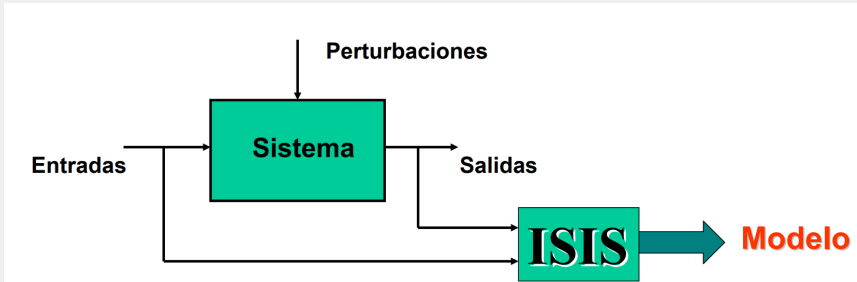 Perturbaciones
Sistema
Entradas
Salidas
ISIS
Modelo